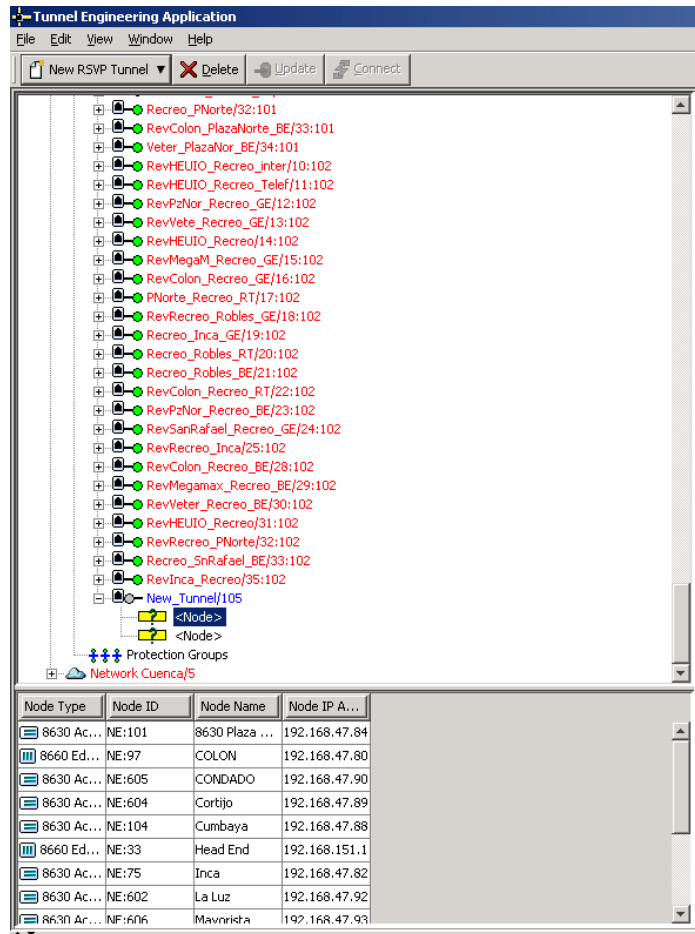 Tunnel Engineering Application
File Edit View Window Help
New RSVP Tunnel Delete Update Connect
Recreo_PNorte/32:101
RevColon_PlazaNorte_BE/33:101
Veter_PlazaNor_BE/34:101
RevHEUIO_Recreo_inter/10:102
RevHEUIO_Recreo_Telef/11:102
RevPzNor_Recreo_GE/12:102
RevVete_Recreo_GE/13:102
RevHEUIO_Recreo/14:102
RevMegaM_Recreo_GE/15:102
RevColon_Recreo_GE/16:102
PNorte_Recreo_RT/17:102
RevRecreo_Robles_GE/18:102
Recreo_Inca_GE/19:102
Recreo_Robles_RT/20:102
Recreo_Robles_BE/21:102
RevColon_Recreo_RT/22:102
RevPzNor_Recreo_BE/23:102
RevSanRafael_Recreo_GE/24:102
RevRecreo_Inca/25:102
RevColon_Recreo_BE/28:102
RevMegamax_Recreo_BE/29:102
RevVeter_Recreo_BE/30:102
RevHEUIO_Recreo/31:102
RevRecreo_PNorte/32:102
Recreo_SnRafael_BE/33:102
RevInca_Recreo/35:102
New_Tunnel/105
? <Node>
? <Node>
Protection Groups
Network Cuenca/5
Node Type Node ID Node Name Node IP A...
8630 Ac... NE:101 8630 Plaza ... 192.168.47.84
8660 Ed... NE:97 COLON 192.168.47.80
8630 Ac... NE:605 CONDADO 192.168.47.90
8630 Ac... NE:604 Cortijo 192.168.47.89
8630 Ac... NE:104 Cumbaya 192.168.47.88
8660 Ed... NE:33 Head End 192.168.151.1
8630 Ac... NE:75 Inca 192.168.47.82
8630 Ac... NE:602 La Luz 192.168.47.92
8630 Ac... NE:606 Mayorista 192.168.47.93